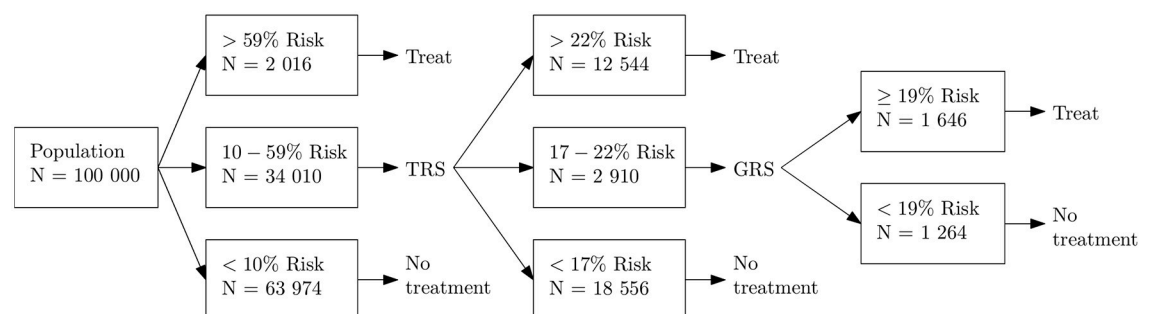 Population
N = 100 000
> 59% Risk
N = 2 016
Treat
10 − 59% Risk
N = 34 010
TRS
< 10% Risk
N = 63 974
No
treatment
> 22% Risk
N = 12 544
Treat
17 − 22% Risk
N = 2 910
GRS
< 17% Risk
N = 18 556
No
treatment
≥ 19% Risk
N = 1 646
Treat
< 19% Risk
N = 1 264
No
treatment